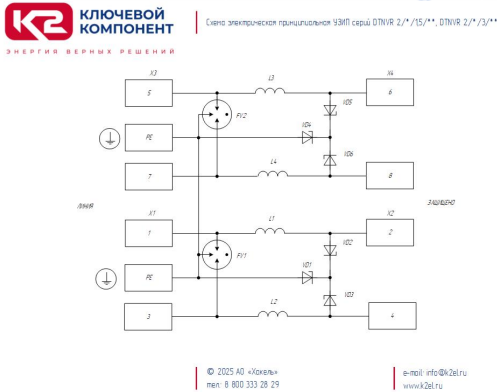 К2 КЛЮЧЕВОЙ
КОМПОНЕНТ
ЭНЕРГИЯ ВЕРНЫХ РЕШЕНИЙ
Схема электрическая принципиальная УЗИП серий DTNVR 2/*/1,5/**, DTNVR 2/*/3/**
X3
L3
X4
5
6
VD5
FV2
VD4
PE
L4
VD6
7
8
ЛИНИЯ
ЗАЩИЩЕНО
X1
L1
X2
1
2
VD2
FV1
VD1
PE
L2
VD3
3
4
© 2025 АО «Хакель»
тел: 8 800 333 28 29
e-mail: info@k2el.ru
www.k2el.ru